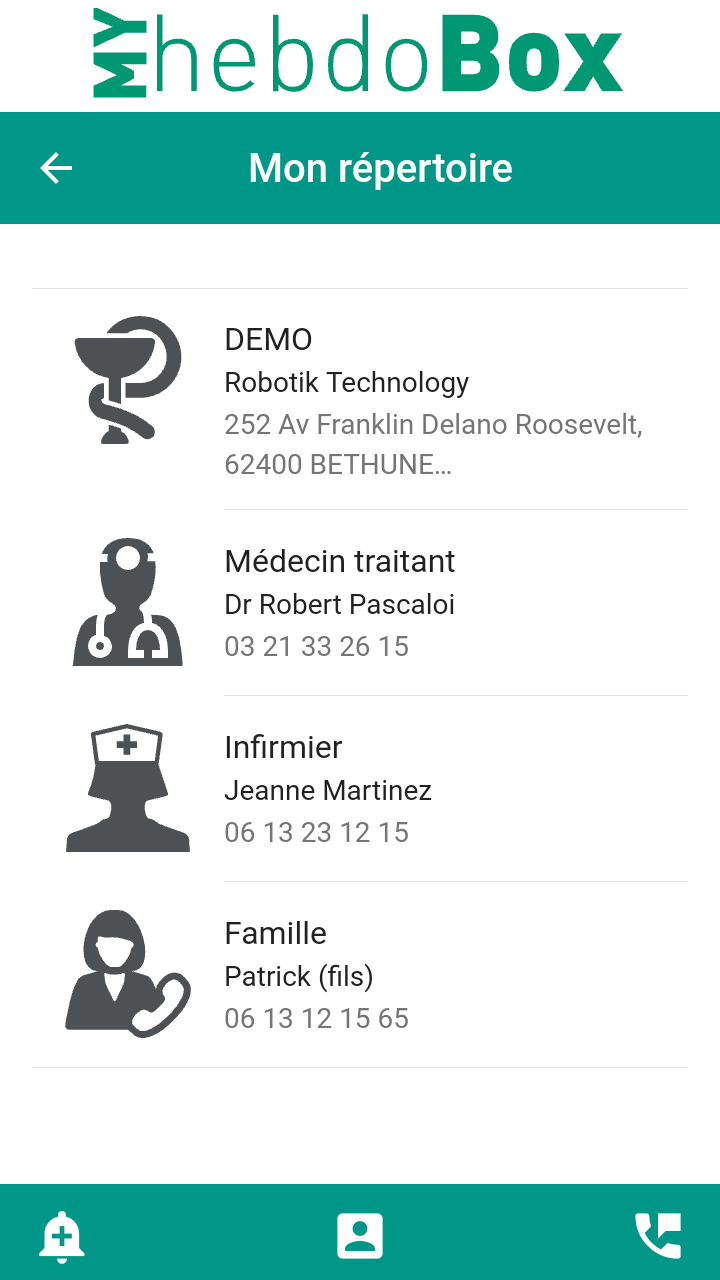 MY hebdoBox
Mon répertoire
DEMO
Robotik Technology
252 Av Franklin Delano Roosevelt,
62400 BETHUNE…
Médecin traitant
Dr Robert Pascaloi
03 21 33 26 15
Infirmier
Jeanne Martinez
06 13 23 12 15
Famille
Patrick (fils)
06 13 12 15 65